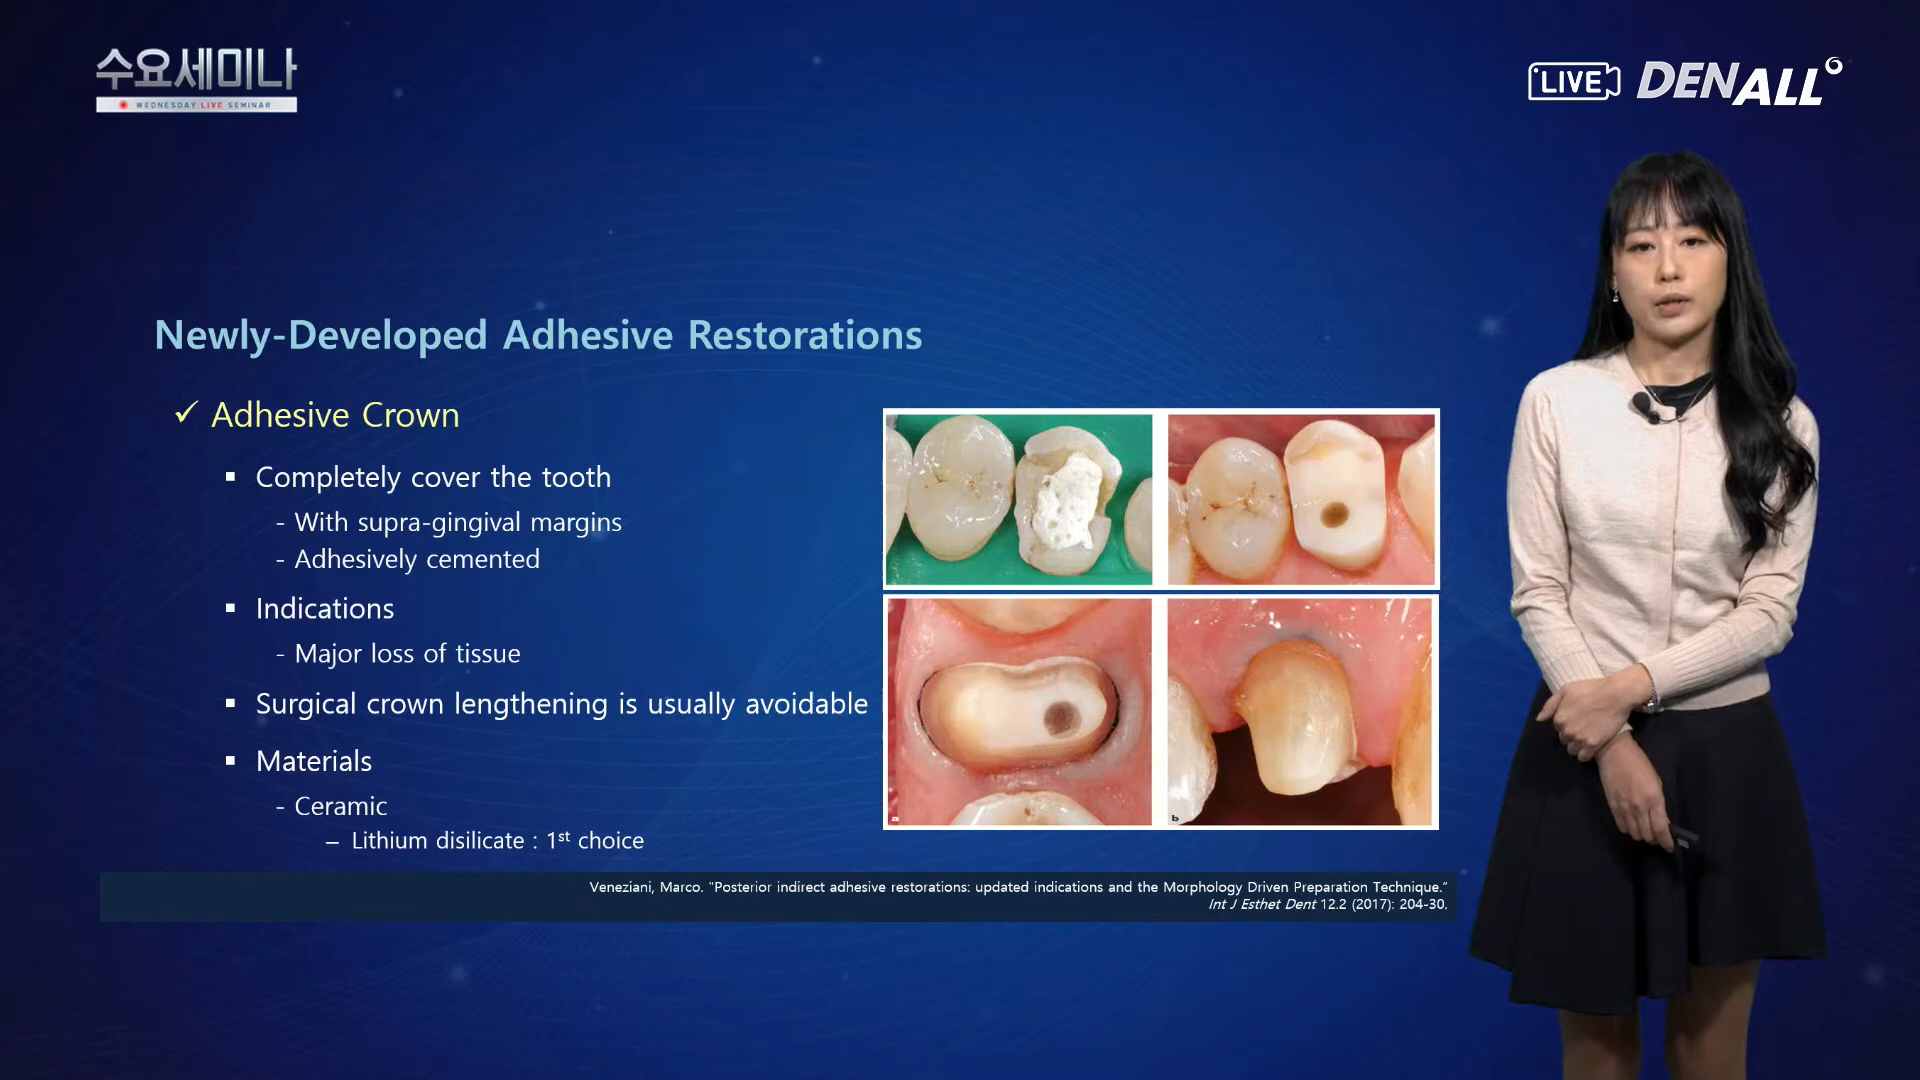 수요세미나
WEDNESDAY LIVE SEMINAR
LIVE DENALL
Newly-Developed Adhesive Restorations
✓ Adhesive Crown
▪ Completely cover the tooth
- With supra-gingival margins
- Adhesively cemented
▪ Indications
- Major loss of tissue
▪ Surgical crown lengthening is usually avoidable
▪ Materials
- Ceramic
– Lithium disilicate : 1st choice
a
b
Veneziani, Marco. "Posterior indirect adhesive restorations: updated indications and the Morphology Driven Preparation Technique."
Int J Esthet Dent 12.2 (2017): 204-30.